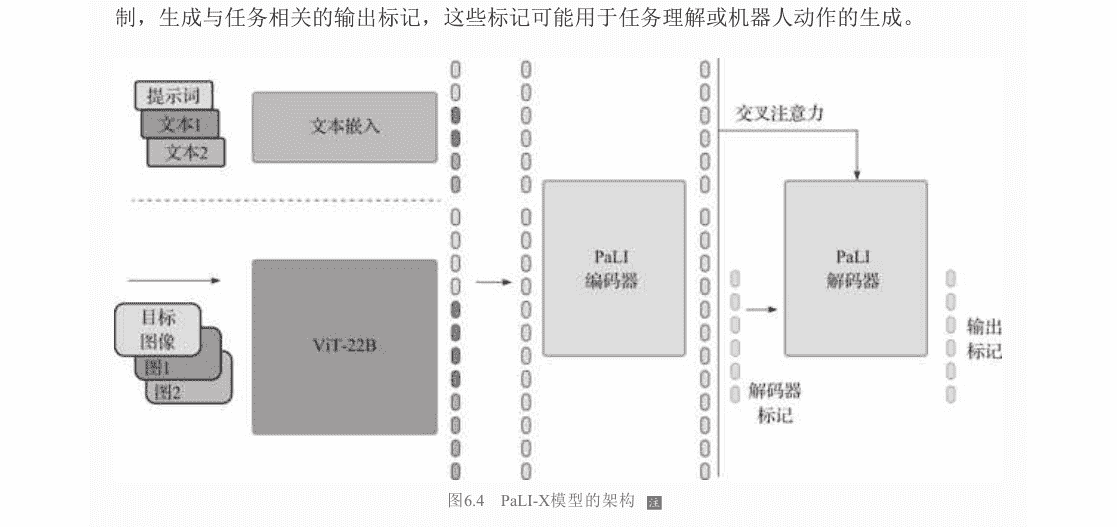 制，生成与任务相关的输出标记，这些标记可能用于任务理解或机器人动作的生成。
提示词
文本1
文本2
文本嵌入
交叉注意力
目标
图像
图1
图2
ViT-22B
PaLI
编码器
PaLI
解码器
解码器
标记
输出
标记
图6.4 PaLI-X模型的架构 注